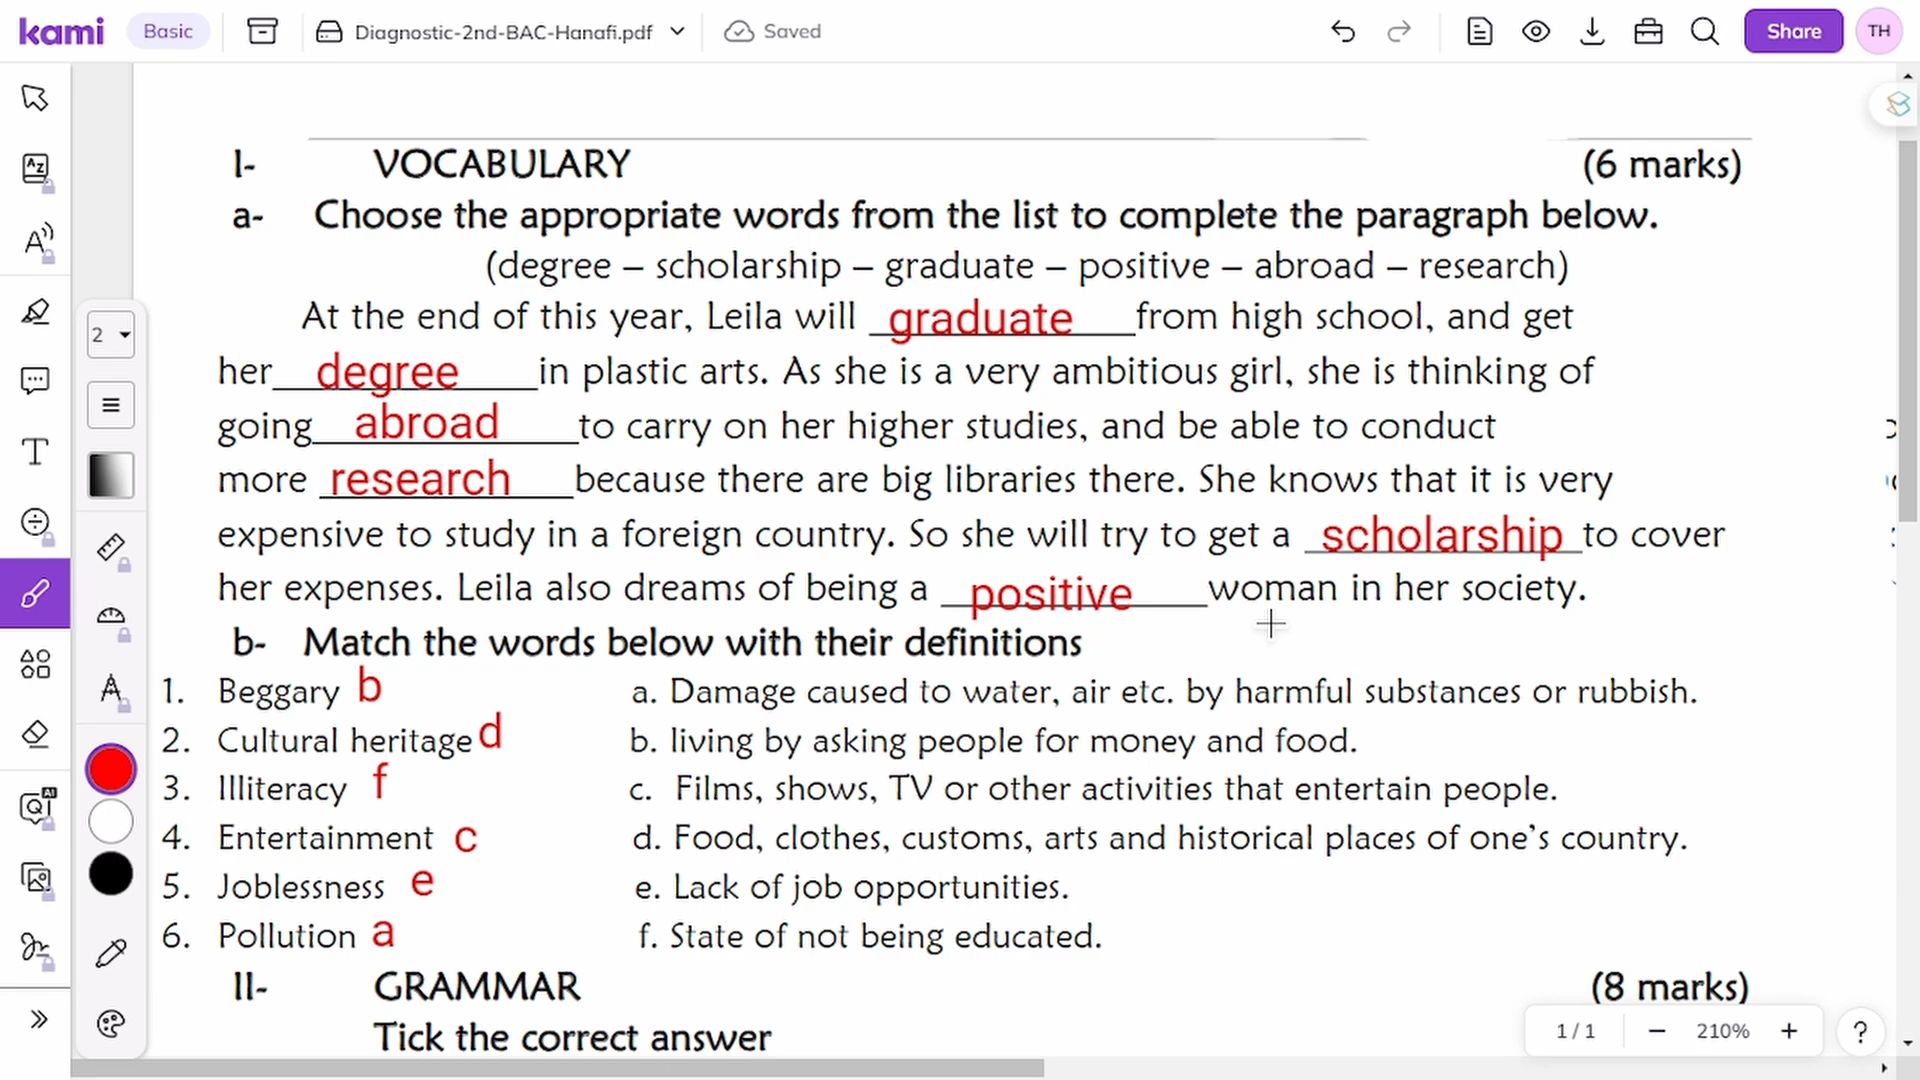 kami Basic Diagnostic-2nd-BAC-Hanafi.pdf Saved Share TH
I- VOCABULARY (6 marks)
a- Choose the appropriate words from the list to complete the paragraph below.
(degree – scholarship – graduate – positive – abroad – research)
At the end of this year, Leila will graduate from high school, and get
her degree in plastic arts. As she is a very ambitious girl, she is thinking of
going abroad to carry on her higher studies, and be able to conduct
more research because there are big libraries there. She knows that it is very
expensive to study in a foreign country. So she will try to get a scholarship to cover
her expenses. Leila also dreams of being a positive woman in her society.
b- Match the words below with their definitions
1. Beggary b a. Damage caused to water, air etc. by harmful substances or rubbish.
2. Cultural heritage d b. living by asking people for money and food.
3. Illiteracy f c. Films, shows, TV or other activities that entertain people.
4. Entertainment c d. Food, clothes, customs, arts and historical places of one's country.
5. Joblessness e e. Lack of job opportunities.
6. Pollution a f. State of not being educated.
II- GRAMMAR (8 marks)
Tick the correct answer
2
1 / 1 − 210% + ?